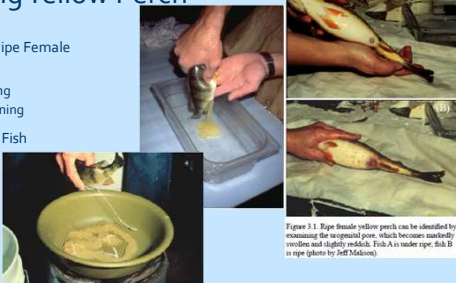 g Yellow Perch
ipe Female
g
ning
Fish
(B)
Figure 3.1. Ripe female yellow perch can be identified by
examining the urogenital pore, which becomes markedly
swollen and slightly reddish. Fish A is under ripe; fish B
is ripe (photo by Jeff Malison).